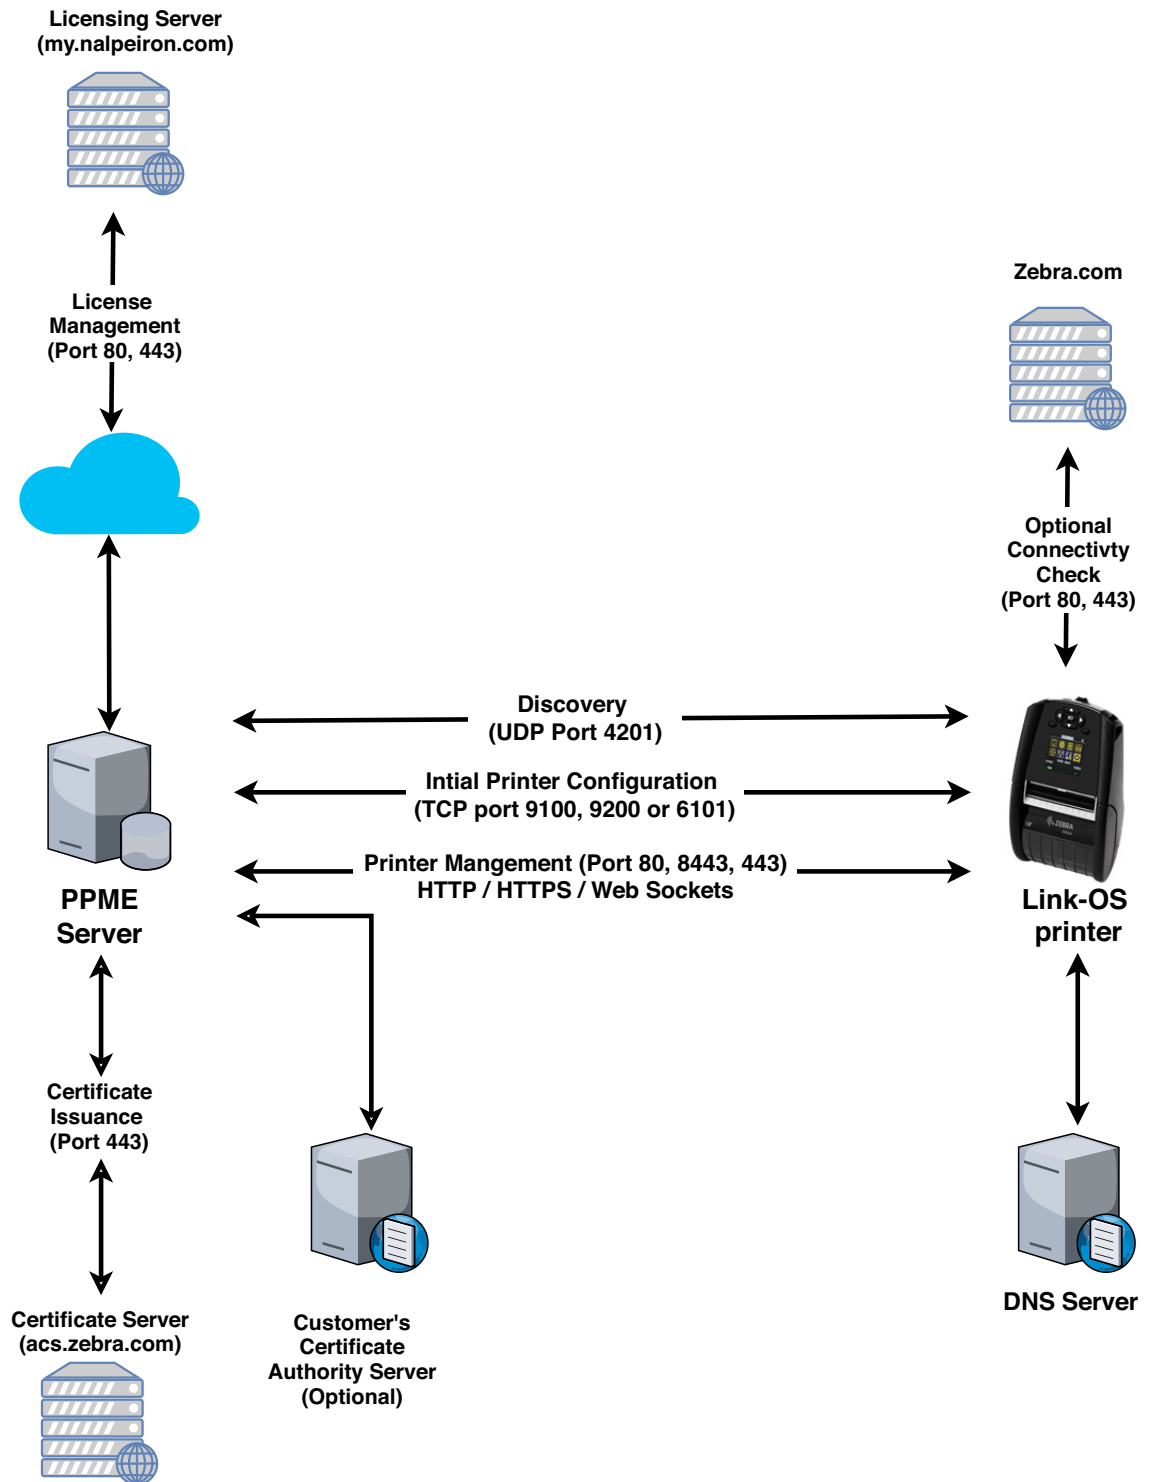 Licensing Server
(my.nalpeiron.com)
License
Management
(Port 80, 443)
Zebra.com
Optional
Connectivty
Check
(Port 80, 443)
Discovery
(UDP Port 4201)
Intial Printer Configuration
(TCP port 9100, 9200 or 6101)
Printer Mangement (Port 80, 8443, 443)
HTTP / HTTPS / Web Sockets
ZEBRA
PPME
Server
Link-OS
printer
Certificate
Issuance
(Port 443)
Certificate Server
(acs.zebra.com)
Customer's
Certificate
Authority Server
(Optional)
DNS Server